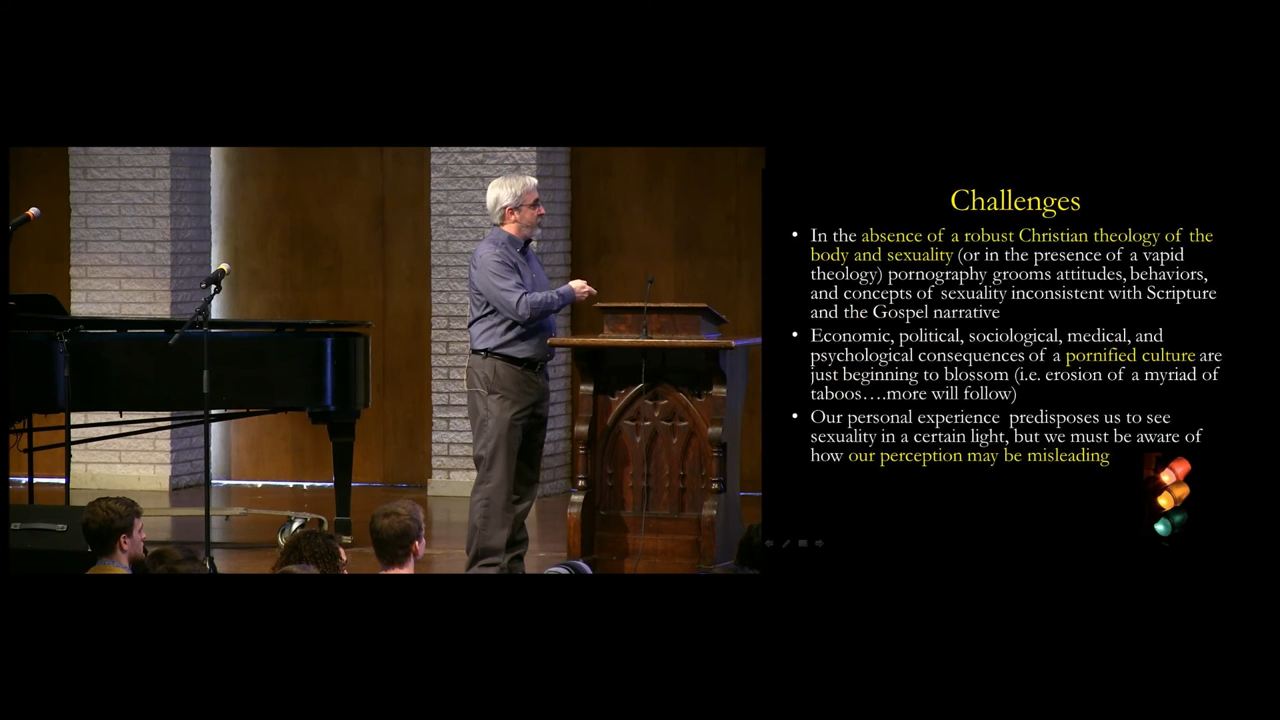 Challenges
• In the absence of a robust Christian theology of the
body and sexuality (or in the presence of a vapid
theology) pornography grooms attitudes, behaviors,
and concepts of sexuality inconsistent with Scripture
and the Gospel narrative
• Economic, political, sociological, medical, and
psychological consequences of a pornified culture are
just beginning to blossom (i.e. erosion of a myriad of
taboos….more will follow)
• Our personal experience predisposes us to see
sexuality in a certain light, but we must be aware of
how our perception may be misleading